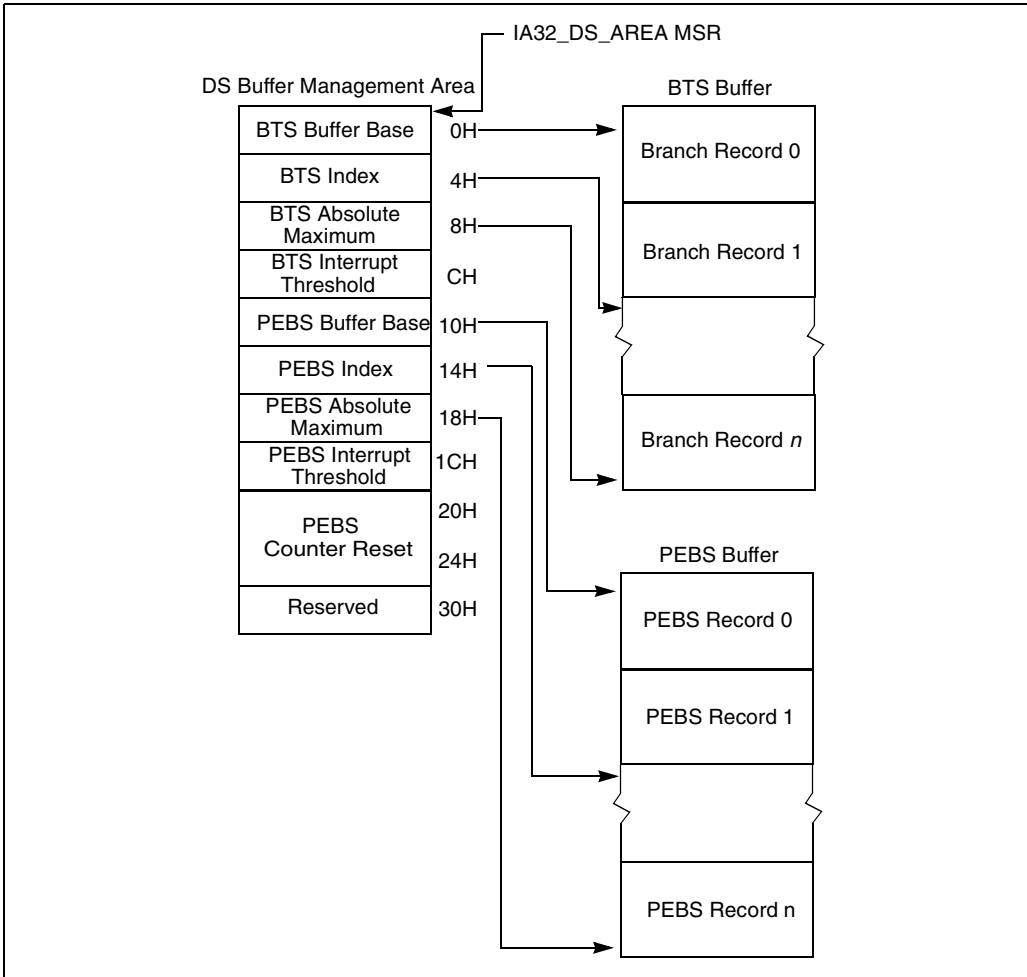 IA32_DS_AREA MSR
DS Buffer Management Area
BTS Buffer Base 0H
BTS Index 4H
BTS Absolute
Maximum 8H
BTS Interrupt
Threshold CH
PEBS Buffer Base 10H
PEBS Index 14H
PEBS Absolute
Maximum 18H
PEBS Interrupt
Threshold 1CH
20H
PEBS
Counter Reset
24H
Reserved 30H
BTS Buffer
Branch Record 0
Branch Record 1
Branch Record n
PEBS Buffer
PEBS Record 0
PEBS Record 1
PEBS Record n